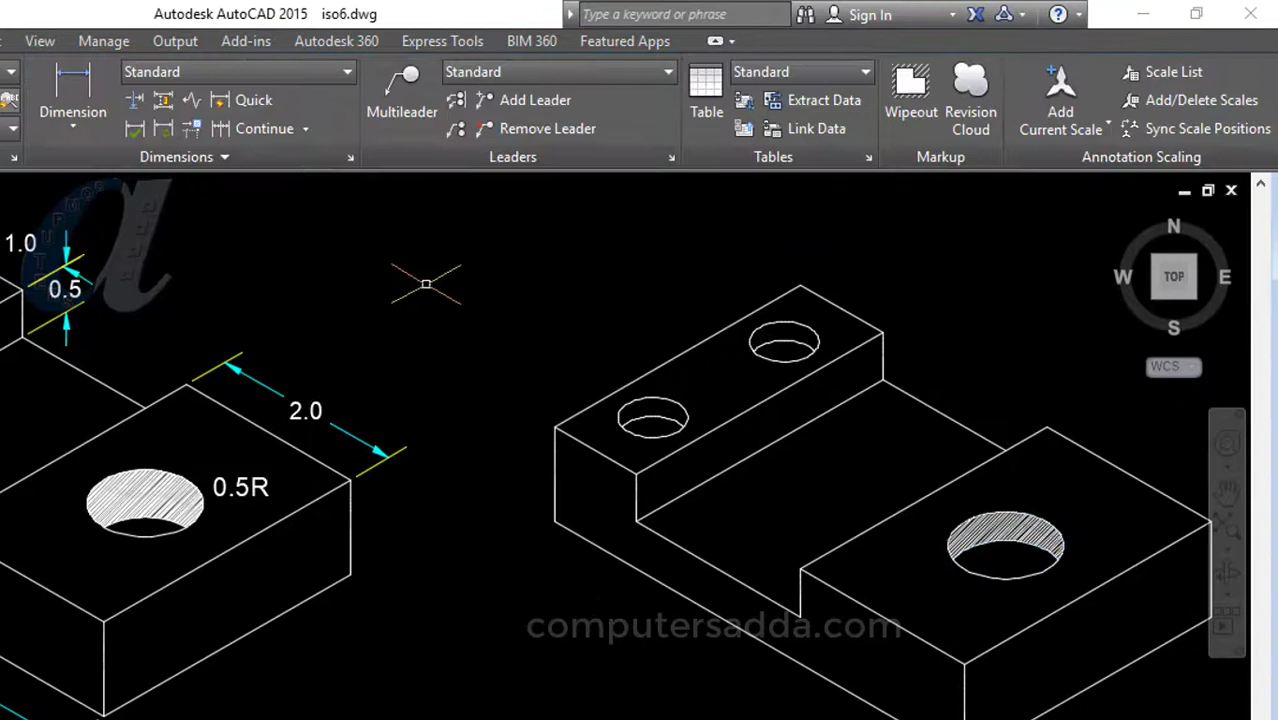 Autodesk AutoCAD 2015 iso6.dwg
Type a keyword or phrase
Sign In
View Manage Output Add-ins Autodesk 360 Express Tools BIM 360 Featured Apps
Dimension
Standard
Quick
Continue
Dimensions
Multileader
Standard
Add Leader
Remove Leader
Leaders
Table
Standard
Extract Data
Link Data
Tables
Wipeout
Revision
Cloud
Markup
Add
Current Scale
Scale List
Add/Delete Scales
Sync Scale Positions
Annotation Scaling
1.0
0.5
2.0
0.5R
N
W TOP E
S
WCS
computersadda.com